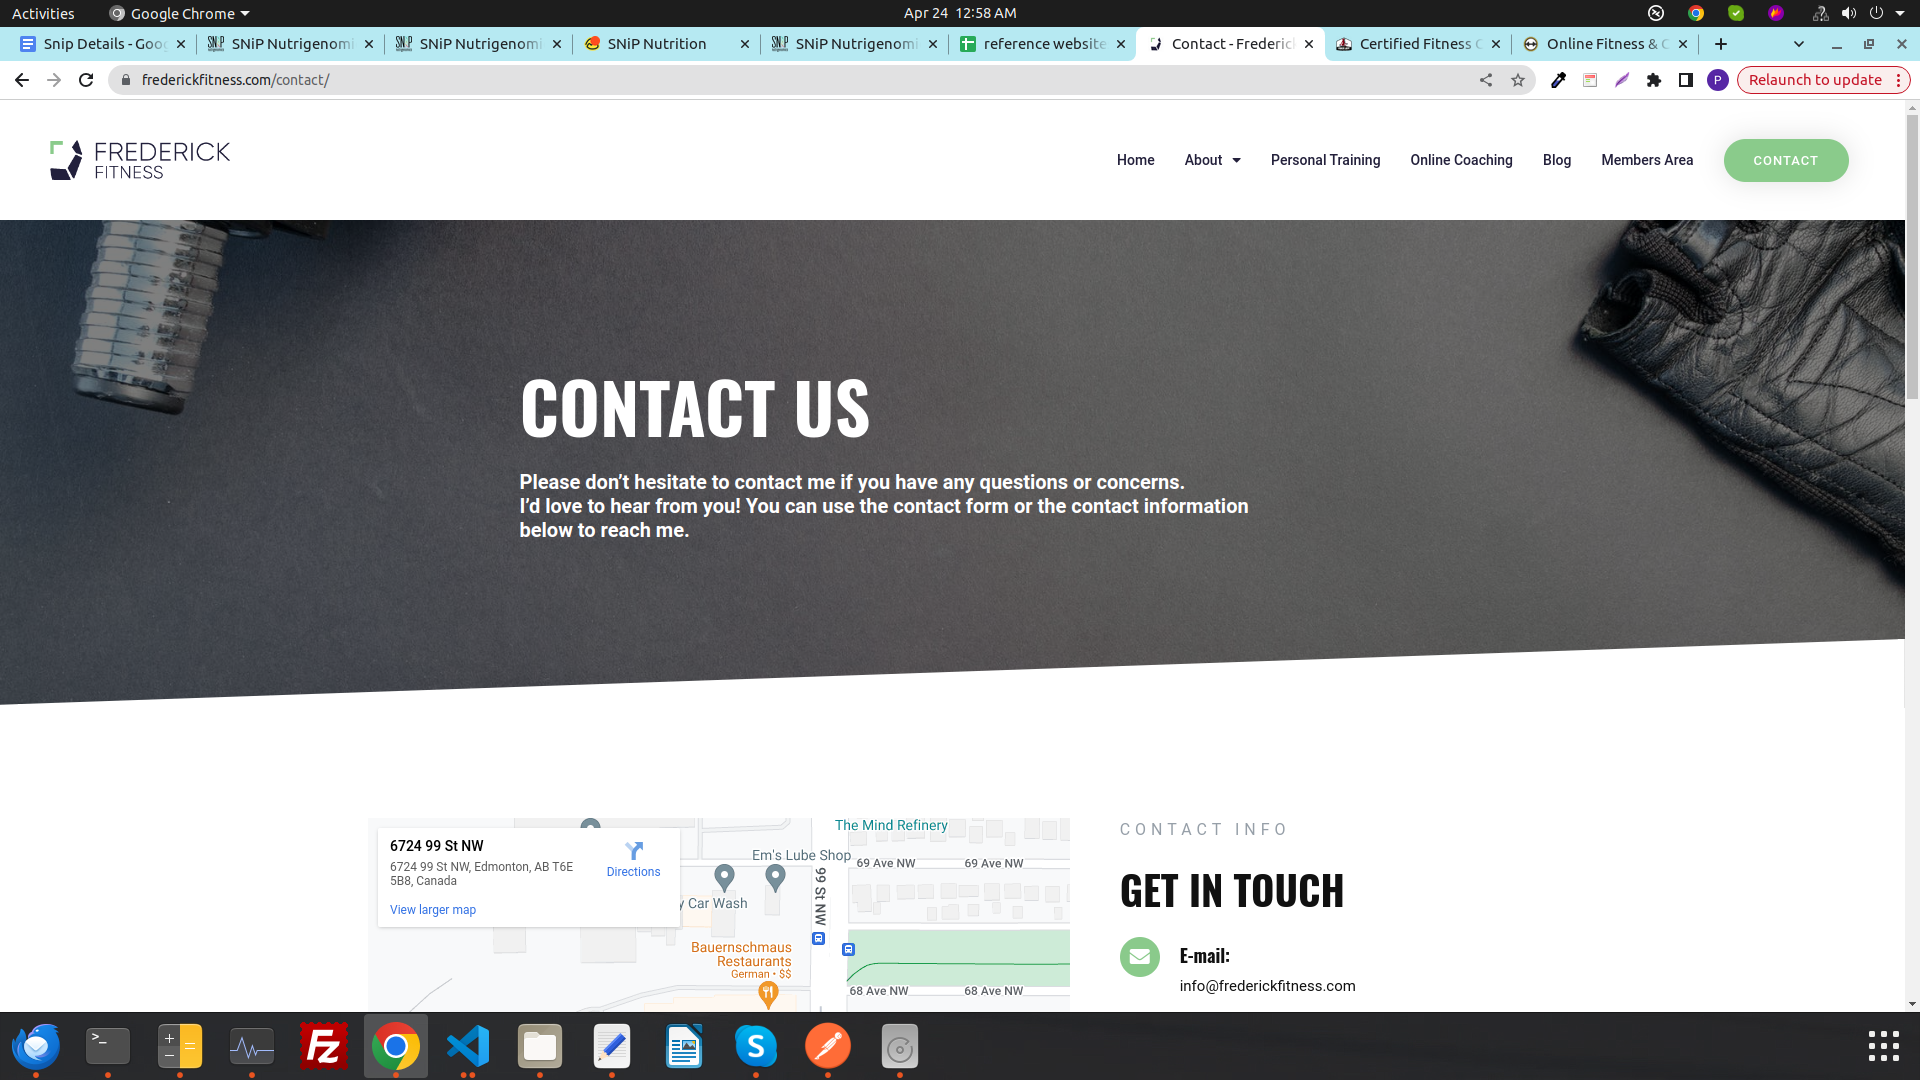 Activities
Google Chrome
Apr 24 12:58 AM
Snip Details - Goog
SNiP Nutrigenomi
SNiP Nutrigenomi
SNiP Nutrition
SNiP Nutrigenomi
reference website
Contact - Frederick
Certified Fitness C
Online Fitness & C
frederickfitness.com/contact/
P
Relaunch to update
FREDERICK
FITNESS
Home
About
Personal Training
Online Coaching
Blog
Members Area
CONTACT
CONTACT US
Please don't hesitate to contact me if you have any questions or concerns.
I'd love to hear from you! You can use the contact form or the contact information
below to reach me.
6724 99 St NW
6724 99 St NW, Edmonton, AB T6E
5B8, Canada
Directions
View larger map
The Mind Refinery
Em's Lube Shop
69 Ave NW
69 Ave NW
99 St NW
y Car Wash
Bauernschmaus
Restaurants
German • $$
68 Ave NW
68 Ave NW
CONTACT INFO
GET IN TOUCH
E-mail:
info@frederickfitness.com